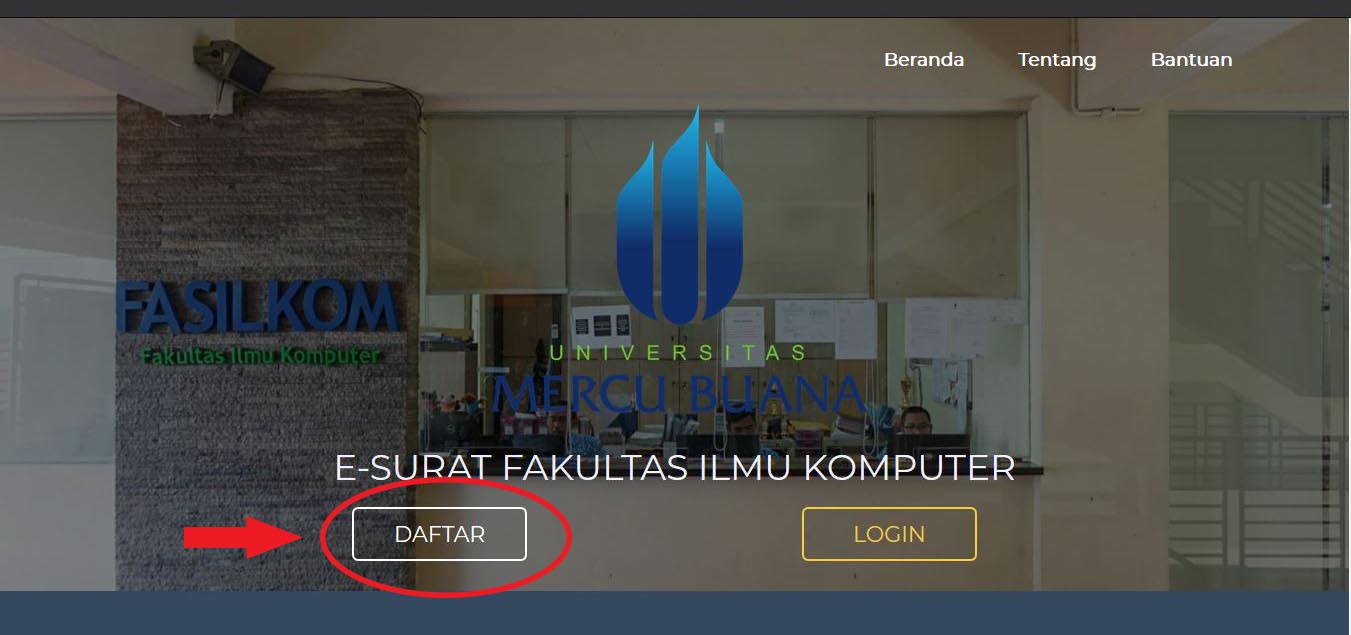 Beranda Tentang Bantuan
FASILKOM
Fakultas Ilmu Komputer
UNIVERSITAS
MERCU BUANA
E-SURAT FAKULTAS ILMU KOMPUTER
DAFTAR LOGIN